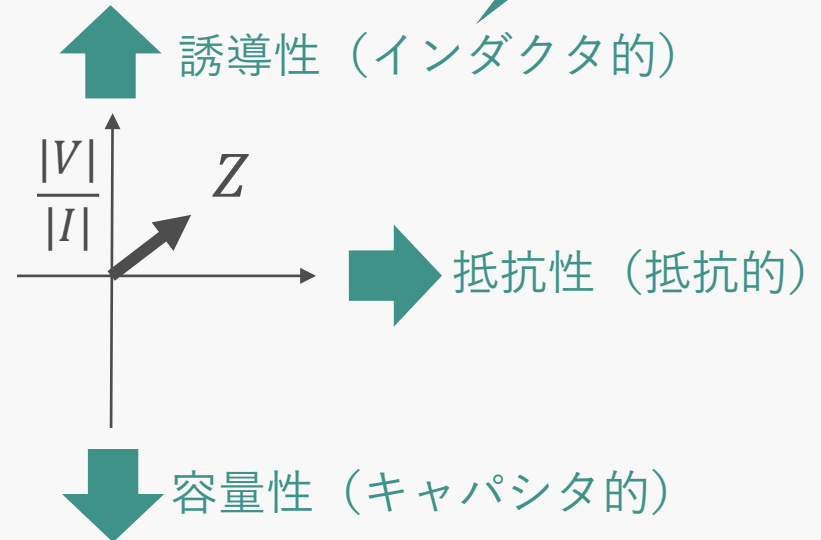 誘導性（インダクタ的）
|V|
|I|
Z
抵抗性（抵抗的）
容量性（キャパシタ的）